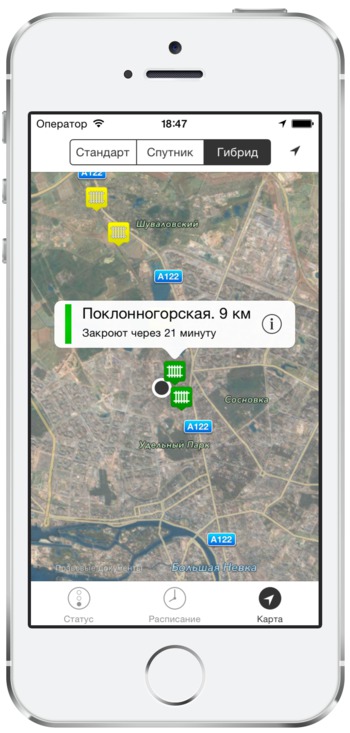 Оператор
18:47
Стандарт
Спутник
Гибрид
A122
Шуваловский
A122
Поклонногорская. 9 км
Закроют через 21 минуту
Сосновка
A122
Удельный Парк
A122
Большая Невка
Статус
Расписание
Карта